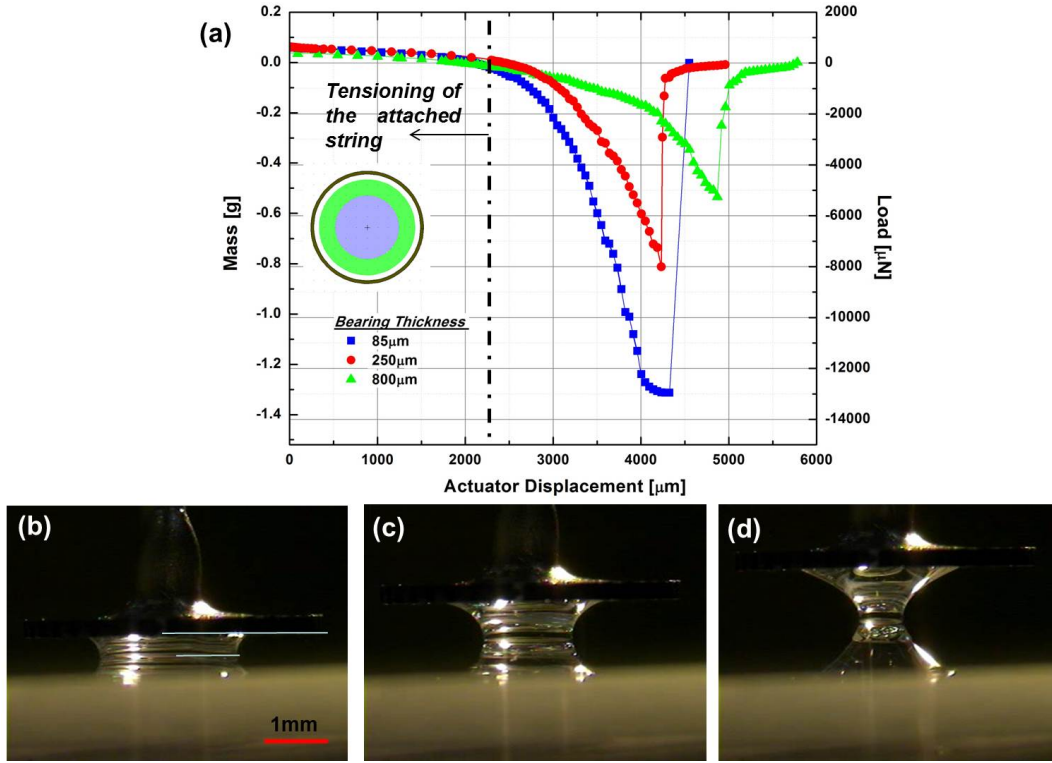 (a)
0.2
0.0
-0.2
-0.4
-0.6
-0.8
-1.0
-1.2
-1.4
Mass [g]
2000
0
-2000
-4000
-6000
-8000
-10000
-12000
-14000
Load [µN]
Tensioning of
the attached
string
Bearing Thickness
85µm
250µm
800µm
0 1000 2000 3000 4000 5000 6000
Actuator Displacement [µm]
(b)
1mm
(c)
(d)